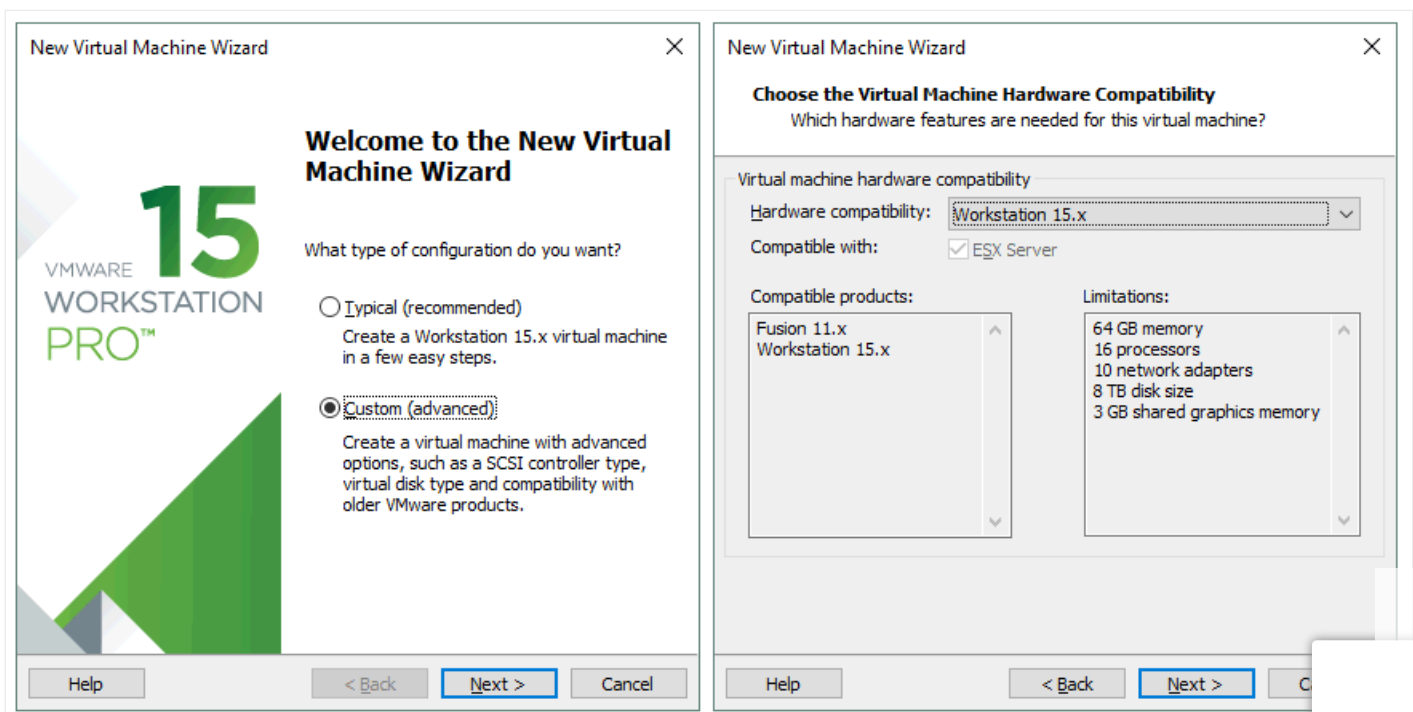 New Virtual Machine Wizard
Welcome to the New Virtual
Machine Wizard
15
VMWARE
WORKSTATION
PRO™
What type of configuration do you want?
Typical (recommended)
Create a Workstation 15.x virtual machine
in a few easy steps.
Custom (advanced)
Create a virtual machine with advanced
options, such as a SCSI controller type,
virtual disk type and compatibility with
older VMware products.
Help
< Back
Next >
Cancel
New Virtual Machine Wizard
Choose the Virtual Machine Hardware Compatibility
Which hardware features are needed for this virtual machine?
Virtual machine hardware compatibility
Hardware compatibility:
Workstation 15.x
Compatible with:
ESX Server
Compatible products:
Fusion 11.x
Workstation 15.x
Limitations:
64 GB memory
16 processors
10 network adapters
8 TB disk size
3 GB shared graphics memory
Help
< Back
Next >